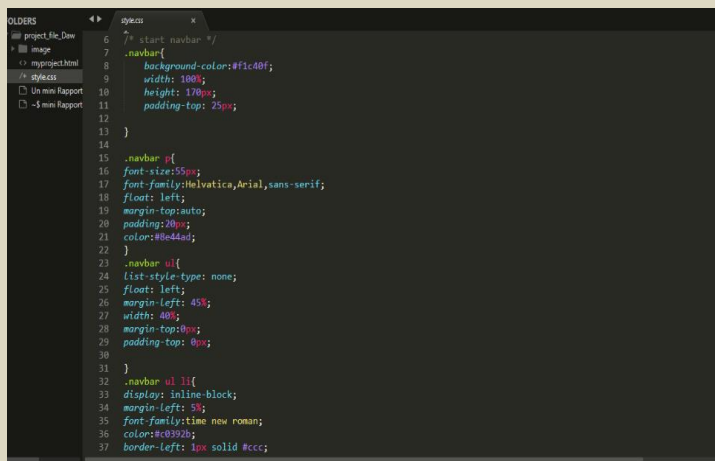 OLDERS
project_file_Daw
image
<> myproject.html
/* style.css
Un mini Rapport
~$ mini Rapport
style.css ×
6 /* start navbar */
7 .navbar{
8 background-color:#f1c40f;
9 width: 100%;
10 height: 170px;
11 padding-top: 25px;
12
13 }
14
15 .navbar p{
16 font-size:55px;
17 font-family:Helvatica,Arial,sans-serif;
18 float: left;
19 margin-top:auto;
20 padding:20px;
21 color:#8e44ad;
22 }
23 .navbar ul{
24 list-style-type: none;
25 float: left;
26 margin-left: 45%;
27 width: 40%;
28 margin-top:0px;
29 padding-top: 0px;
30
31 }
32 .navbar ul li{
33 display: inline-block;
34 margin-left: 5%;
35 font-family:time new roman;
36 color:#c0392b;
37 border-left: 1px solid #ccc;